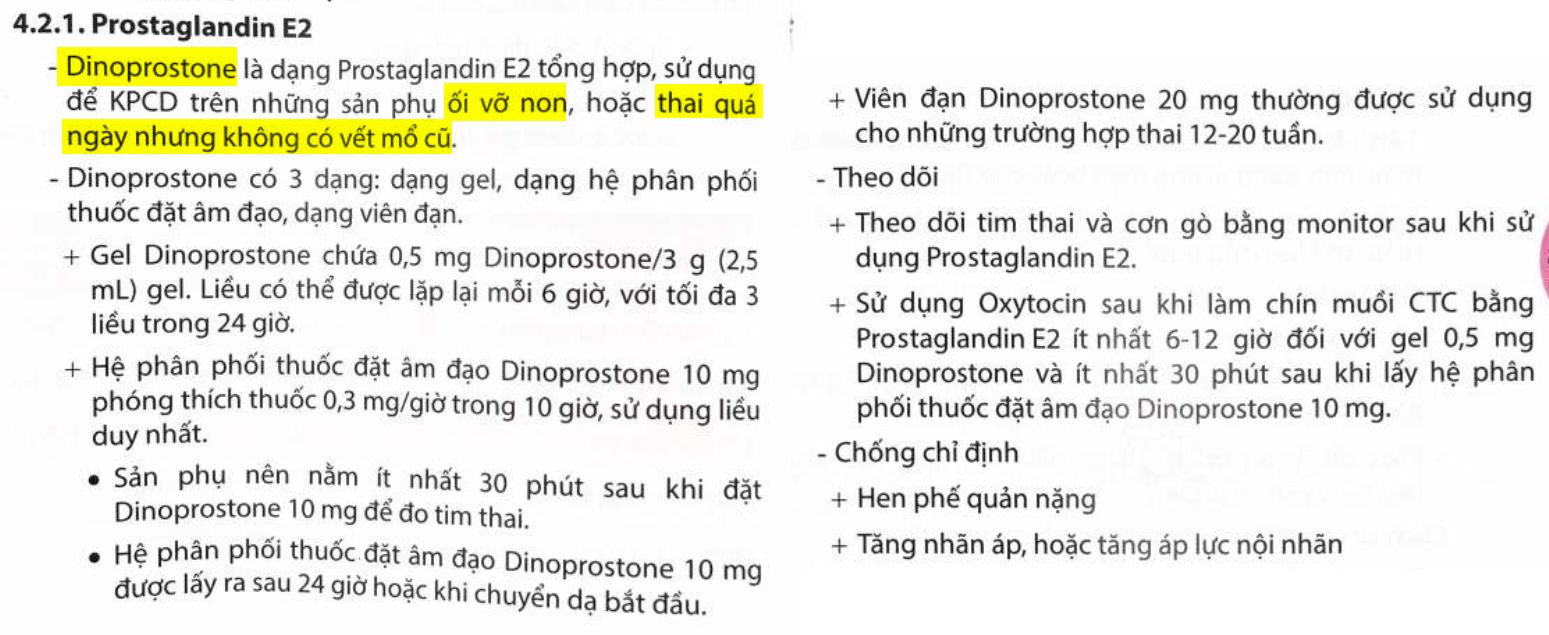 4.2.1. Prostaglandin E2
- Dinoprostone là dạng Prostaglandin E2 tổng hợp, sử dụng
để KPCD trên những sản phụ ối vỡ non, hoặc thai quá
ngày nhưng không có vết mổ cũ.
- Dinoprostone có 3 dạng: dạng gel, dạng hệ phân phối
thuốc đặt âm đạo, dạng viên đạn.
+ Gel Dinoprostone chứa 0,5 mg Dinoprostone/3 g (2,5
mL) gel. Liều có thể được lặp lại mỗi 6 giờ, với tối đa 3
liều trong 24 giờ.
+ Hệ phân phối thuốc đặt âm đạo Dinoprostone 10 mg
phóng thích thuốc 0,3 mg/giờ trong 10 giờ, sử dụng liều
duy nhất.
• Sản phụ nên nằm ít nhất 30 phút sau khi đặt
Dinoprostone 10 mg để đo tim thai.
• Hệ phân phối thuốc đặt âm đạo Dinoprostone 10 mg
được lấy ra sau 24 giờ hoặc khi chuyển dạ bắt đầu.
+ Viên đạn Dinoprostone 20 mg thường được sử dụng
cho những trường hợp thai 12-20 tuần.
- Theo dõi
+ Theo dõi tim thai và cơn gò bằng monitor sau khi sử
dụng Prostaglandin E2.
+ Sử dụng Oxytocin sau khi làm chín muồi CTC bằng
Prostaglandin E2 ít nhất 6-12 giờ đối với gel 0,5 mg
Dinoprostone và ít nhất 30 phút sau khi lấy hệ phân
phối thuốc đặt âm đạo Dinoprostone 10 mg.
- Chống chỉ định
+ Hen phế quản nặng
+ Tăng nhãn áp, hoặc tăng áp lực nội nhãn